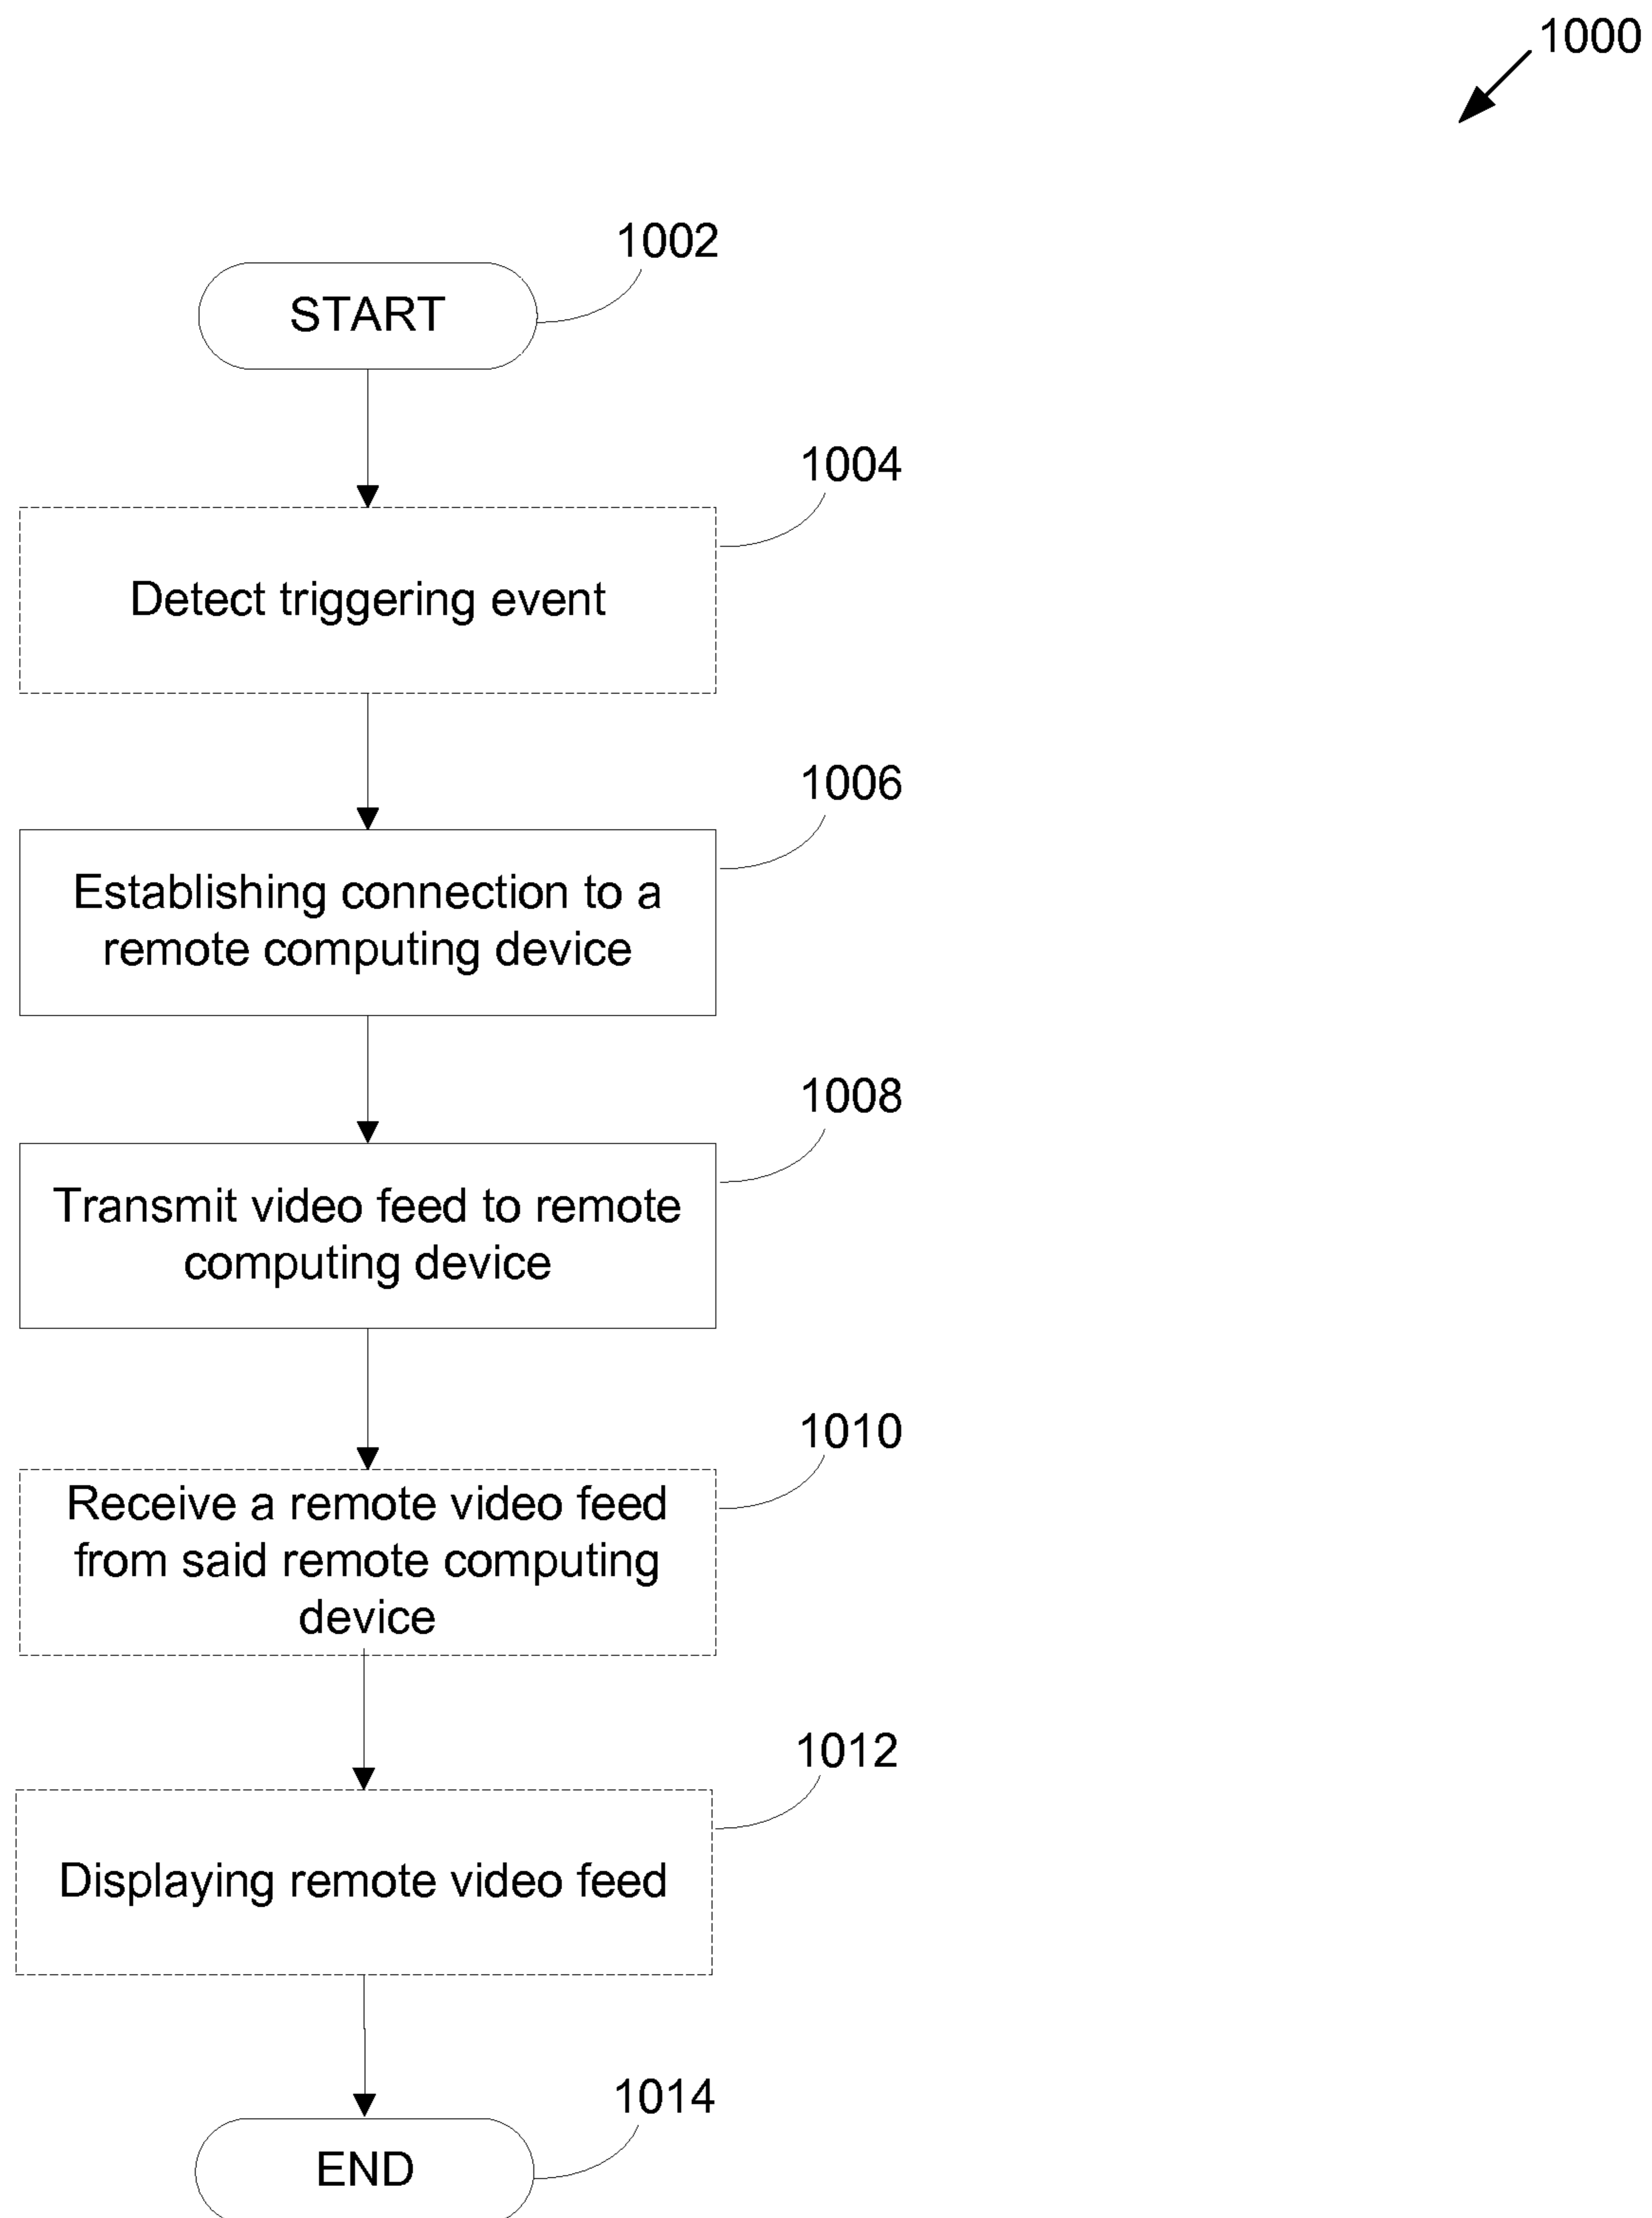 1000
1002
START
1004
Detect triggering event
1006
Establishing connection to a
remote computing device
1008
Transmit video feed to remote
computing device
1010
Receive a remote video feed
from said remote computing
device
1012
Displaying remote video feed
1014
END